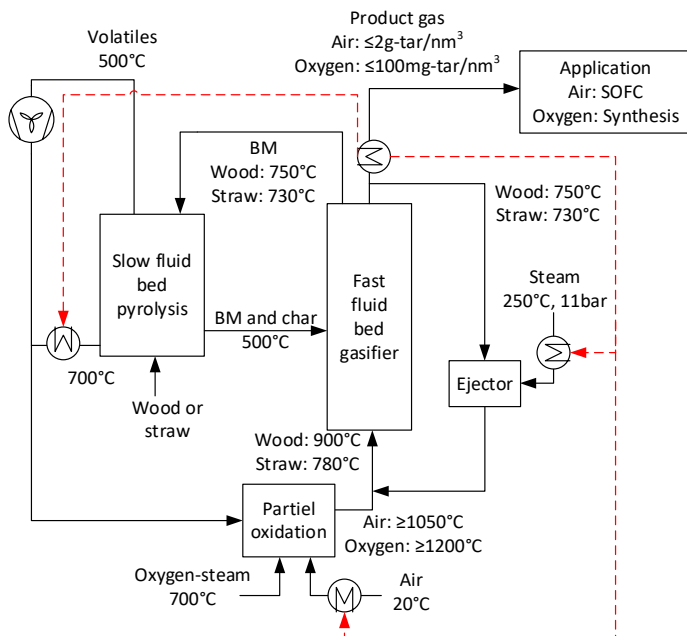 Product gas
Air: ≤2g-tar/nm³
Oxygen: ≤100mg-tar/nm³
Volatiles
500°C
Application
Air: SOFC
Oxygen: Synthesis
BM
Wood: 750°C
Straw: 730°C
Wood: 750°C
Straw: 730°C
Slow fluid
bed
pyrolysis
Fast
fluid
bed
gasifier
Steam
250°C, 11bar
BM and char
500°C
700°C
Ejector
Wood or
straw
Wood: 900°C
Straw: 780°C
Partiel
oxidation
Air: ≥1050°C
Oxygen: ≥1200°C
Oxygen-steam
700°C
Air
20°C